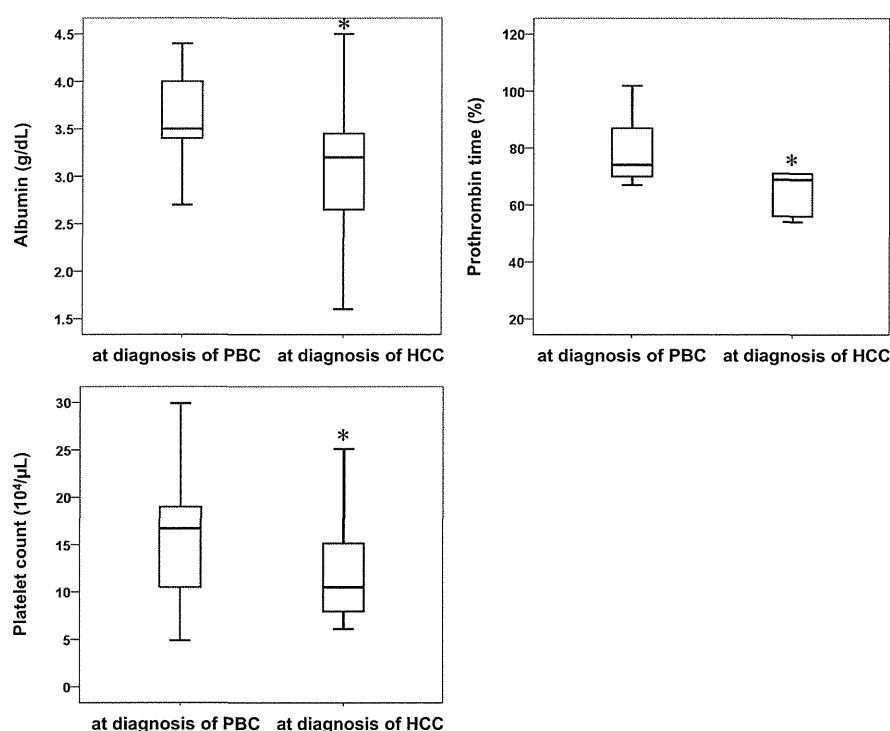 Albumin (g/dL)
4.5
4.0
3.5
3.0
2.5
2.0
1.5
*
at diagnosis of PBC
at diagnosis of HCC
Prothrombin time (%)
120
100
80
60
40
20
*
at diagnosis of PBC
at diagnosis of HCC
Platelet count (10⁴/µL)
30
25
20
15
10
5
0
*
at diagnosis of PBC
at diagnosis of HCC